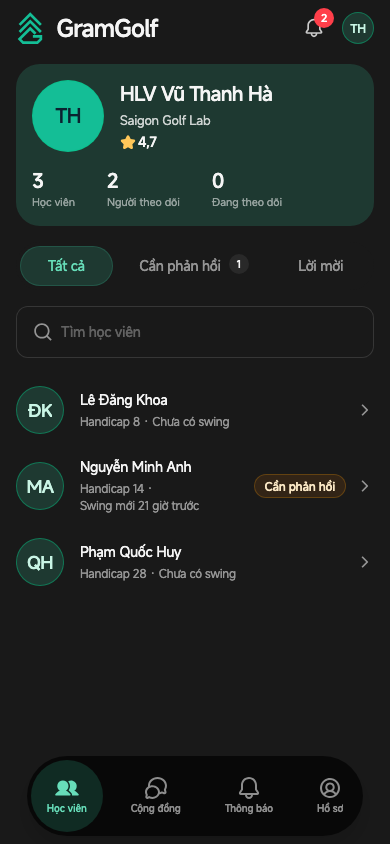 GramGolf
2
TH
TH
HLV Vũ Thanh Hà
Saigon Golf Lab
4,7
3
Học viên
2
Người theo dõi
0
Đang theo dõi
Tất cả
Cần phản hồi 1
Lời mời
Tìm học viên
ĐK
Lê Đăng Khoa
Handicap 8 · Chưa có swing
MA
Nguyễn Minh Anh
Handicap 14 ·
Swing mới 21 giờ trước
Cần phản hồi
QH
Phạm Quốc Huy
Handicap 28 · Chưa có swing
Học viên
Cộng đồng
Thông báo
Hồ sơ